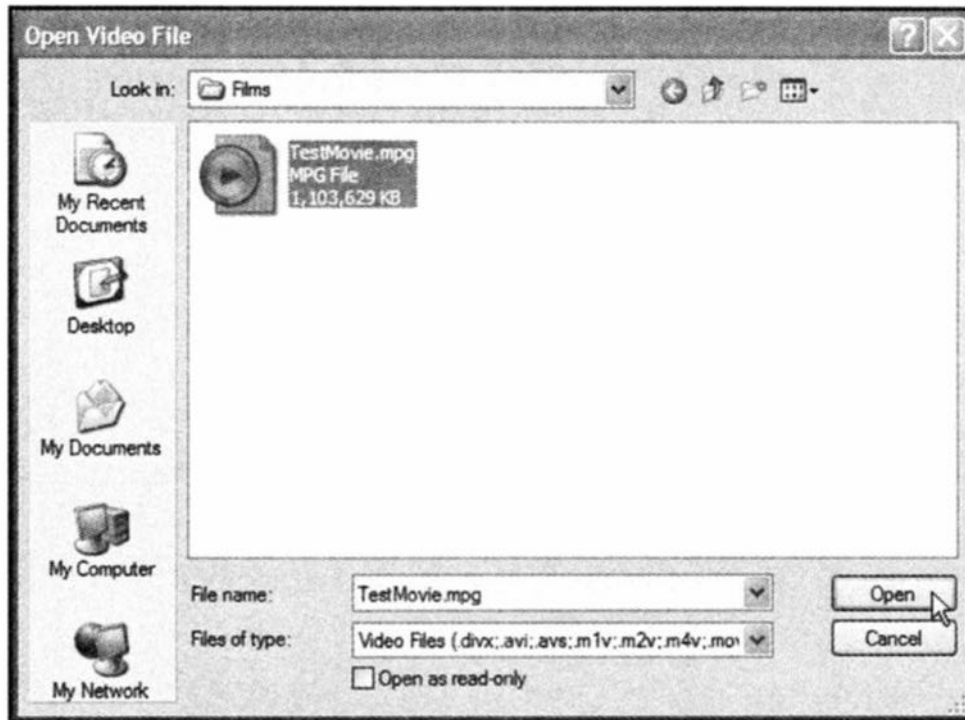 Open Video File
Look in: Films
TestMovie.mpg
MPG File
1,103,629 KB
My Recent
Documents
Desktop
My Documents
My Computer
My Network
File name: TestMovie.mpg Open
Files of type: Video Files (.divx;.avi;.avs;.m1v;.m2v;.m4v;.mov Cancel
Open as read-only